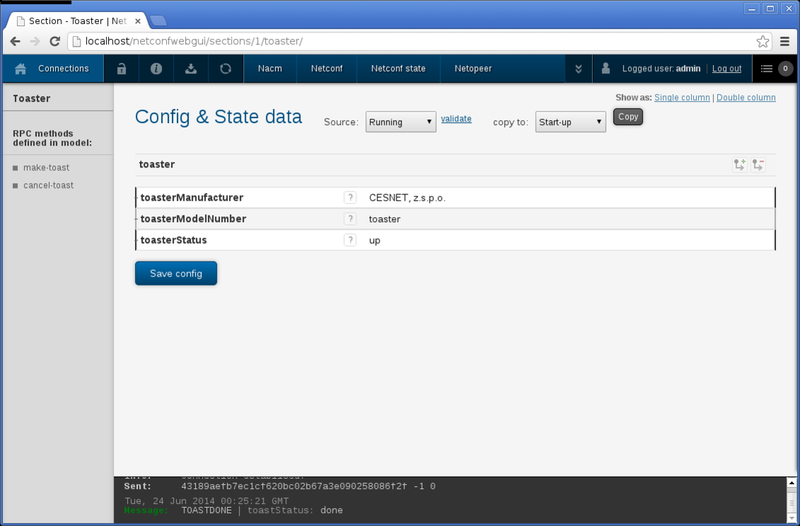 Section - Toaster | Net
localhost/netconfwebgui/sections/1/toaster/
Connections Nacm Netconf Netconf state Netopeer Logged user: admin | Log out 0
Toaster
RPC methods
defined in model:
make-toast
cancel-toast
Show as: Single column | Double column
Config & State data Source: Running validate copy to: Start-up Copy
toaster
toasterManufacturer ? CESNET, z.s.p.o.
toasterModelNumber ? toaster
toasterStatus ? up
Save config
Sent: 43189aefb7ec1cf620bc02b67a3e090258086f2f -1 0
Tue, 24 Jun 2014 00:25:21 GMT
Message: TOASTDONE | toastStatus: done